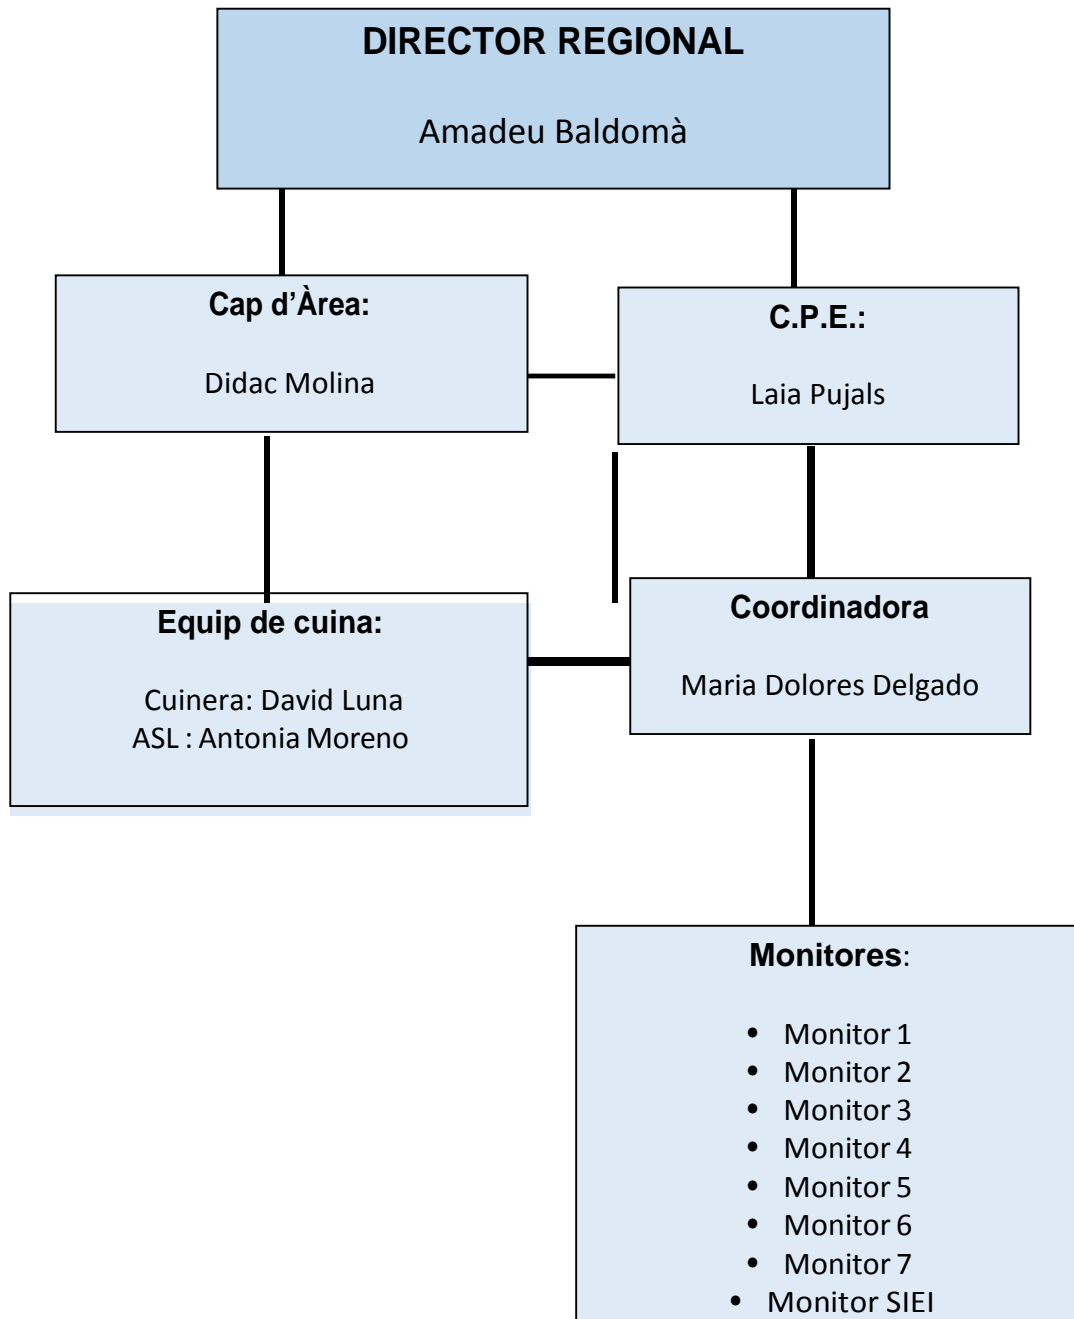 DIRECTOR REGIONAL
Amadeu Baldomà
Cap d’Àrea:
Didac Molina
C.P.E.:
Laia Pujals
Equip de cuina:
Cuinera: David Luna
ASL : Antonia Moreno
Coordinadora
Maria Dolores Delgado
Monitores:
• Monitor 1
• Monitor 2
• Monitor 3
• Monitor 4
• Monitor 5
• Monitor 6
• Monitor 7
• Monitor SIEI